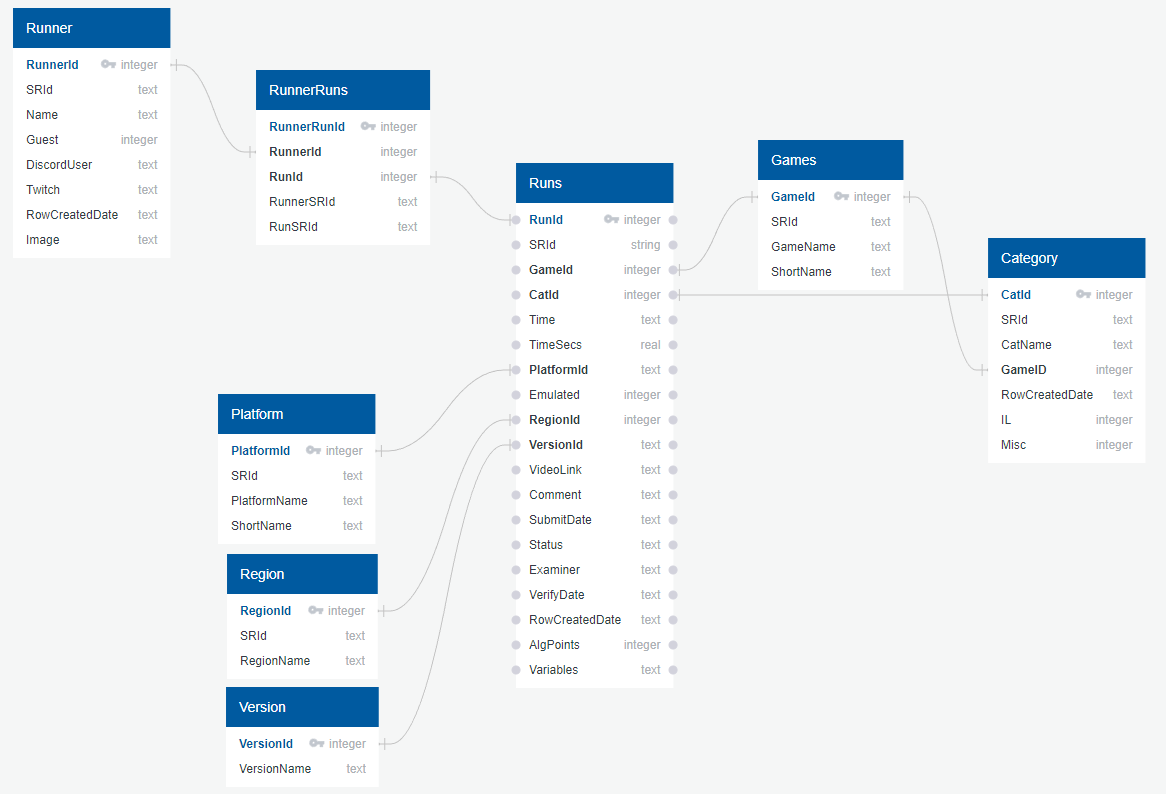 Runner
RunnerId integer
SRId text
Name text
Guest integer
DiscordUser text
Twitch text
RowCreatedDate text
Image text
RunnerRuns
RunnerRunId integer
RunnerId integer
RunId integer
RunnerSRId text
RunSRId text
Runs
RunId integer
SRId string
GameId integer
CatId integer
Time text
TimeSecs real
PlatformId text
Emulated integer
RegionId integer
VersionId text
VideoLink text
Comment text
SubmitDate text
Status text
Examiner text
VerifyDate text
RowCreatedDate text
AlgPoints integer
Variables text
Games
GameId integer
SRId text
GameName text
ShortName text
Category
CatId integer
SRId text
CatName text
GameID integer
RowCreatedDate text
IL integer
Misc integer
Platform
PlatformId integer
SRId text
PlatformName text
ShortName text
Region
RegionId integer
SRId text
RegionName text
Version
VersionId integer
VersionName text